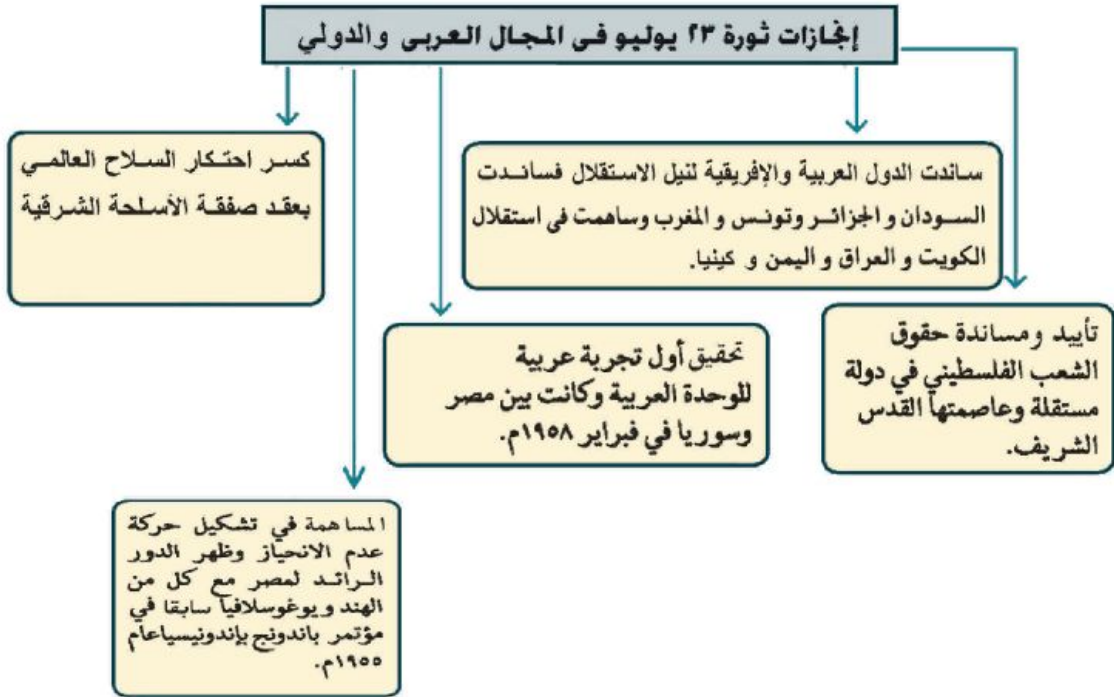 إنجازات ثورة ٢٣ يوليو فى المجال العربى والدولي
ساندت الدول العربية والإفريقية لنيل الاستقلال فساندت
السودان والجزائر وتونس والمغرب وساهمت فى استقلال
الكويت و العراق و اليمن و كينيا.
كسر احتكار السلاح العالمي
بعقد صفقة الأسلحة الشرقية
تأييد ومساندة حقوق
الشعب الفلسطيني في دولة
مستقلة وعاصمتها القدس
الشريف.
تحقيق أول تجربة عربية
للوحدة العربية وكانت بين مصر
وسوريا في فبراير ١٩٥٨م.
المساهمة في تشكيل حركة
عدم الانحياز وظهر الدور
الرائد لمصر مع كل من
الهند ويوغوسلافيا سابقا في
مؤتمر باندونج بإندونيسيا عام
١٩٥٥م.